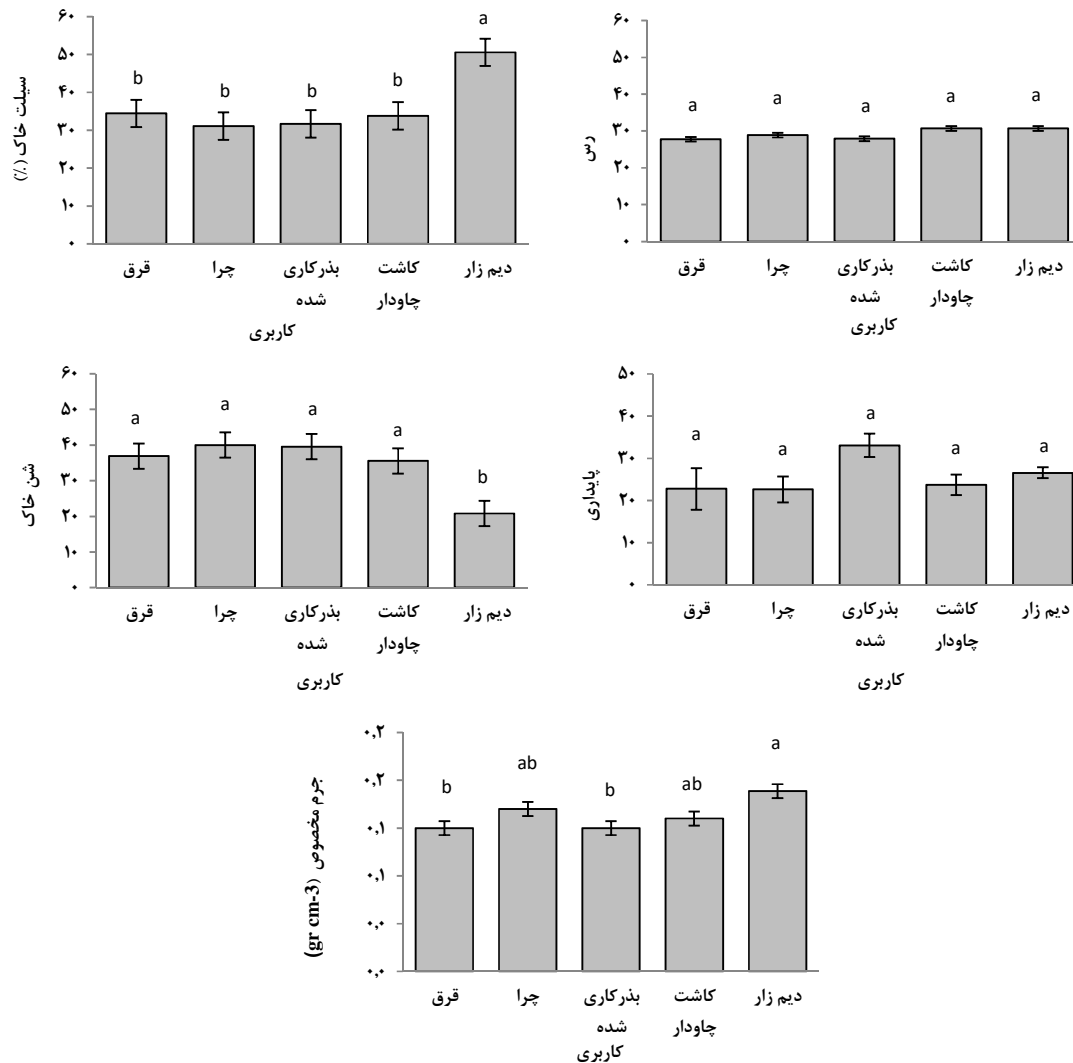 سیلت خاک (٪)
۶۰
۵۰
۴۰
۳۰
۲۰
۱۰
۰
b
b
b
b
a
قرق
چرا
بذرکاری شده
کاشت چاودار
دیم زار
کاربری
رس
۶۰
۵۰
۴۰
۳۰
۲۰
۱۰
۰
a
a
a
a
a
قرق
چرا
بذرکاری شده
کاشت چاودار
دیم زار
کاربری
شن خاک
۶۰
۵۰
۴۰
۳۰
۲۰
۱۰
۰
a
a
a
a
b
قرق
چرا
بذرکاری شده
کاشت چاودار
دیم زار
کاربری
پایداری
۵۰
۴۰
۳۰
۲۰
۱۰
۰
a
a
a
a
a
قرق
چرا
بذرکاری شده
کاشت چاودار
دیم زار
کاربری
جرم مخصوص (gr cm-3)
۰,۲
۰,۲
۰,۱
۰,۱
۰,۰
۰,۰
b
ab
b
ab
a
قرق
چرا
بذرکاری شده
کاشت چاودار
دیم زار
کاربری